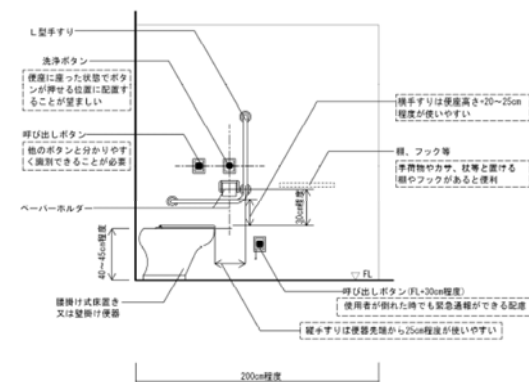 L型手すり
洗浄ボタン
便座に座った状態でボタ
ンが押せる位置に配置す
ることが望ましい
呼び出しボタン
他のボタンと分かりやす
く識別できることが必要
ペーパーホルダー
40～45cm程度
腰掛け式床置き
又は壁掛け便器
横手すりは便座高さ+20～25cm
程度が使いやすい
棚、フック等
手荷物やカサ、杖等と置ける
棚やフックがあると便利
30cm程度
FL
呼び出しボタン(FL+30cm程度)
使用者が倒れた時でも緊急通報ができる配慮
縦手すりは便器先端から25cm程度が使いやすい
200cm程度